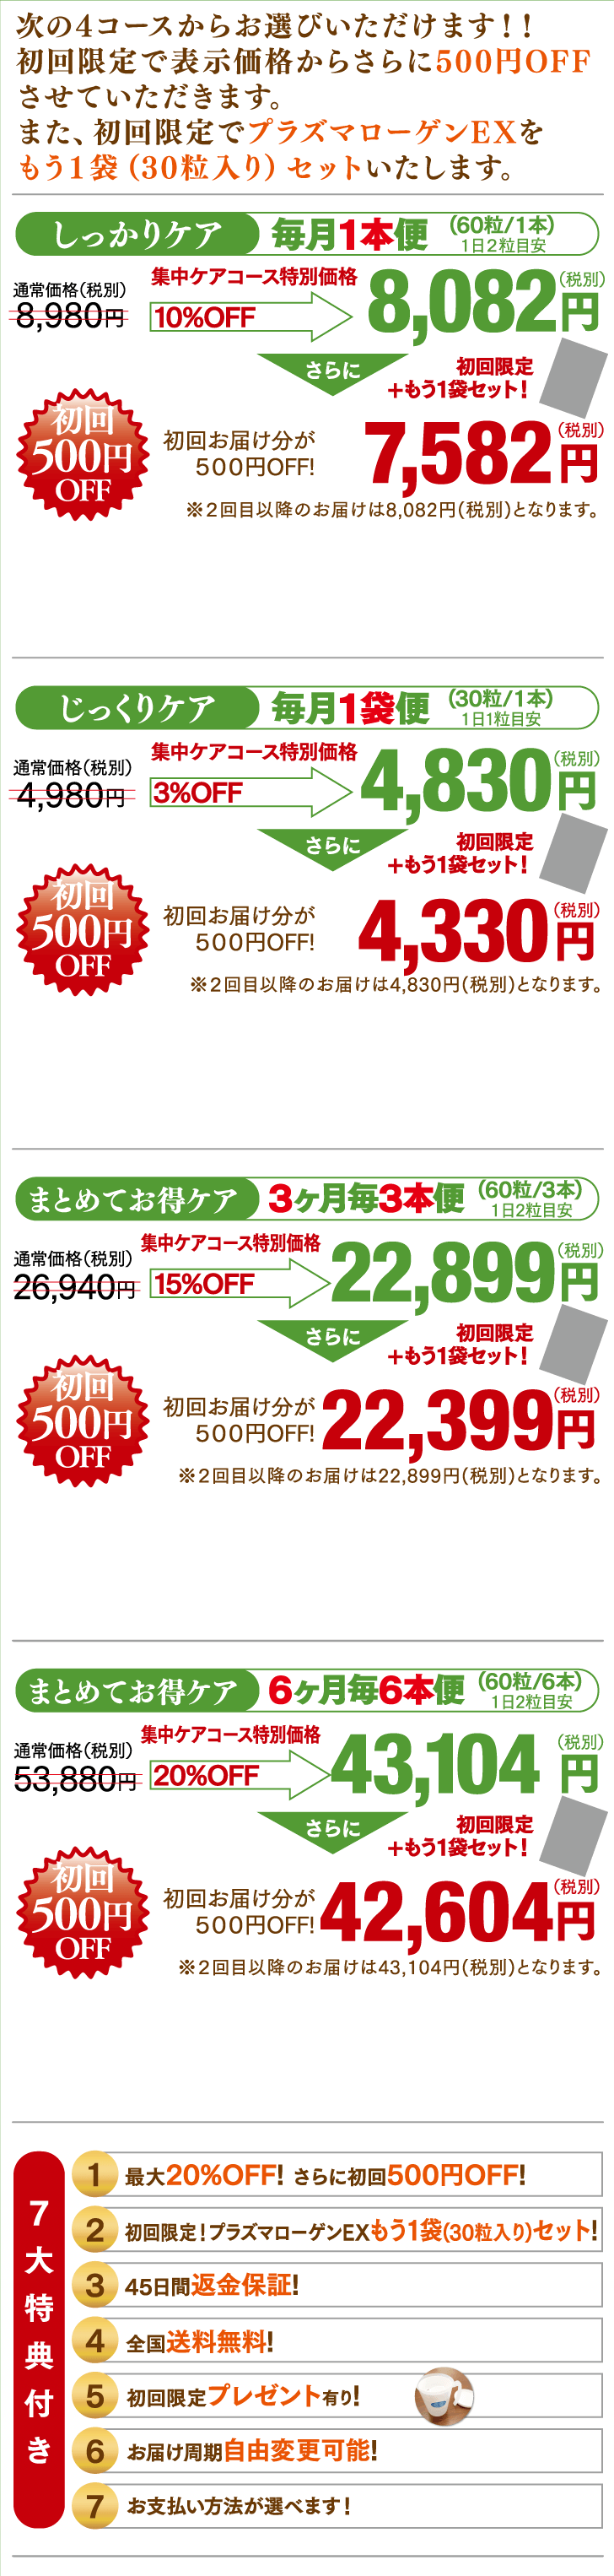 次の4コースからお選びいただけます！！
初回限定で表示価格からさらに500円OFF
させていただきます。
また、初回限定でプラズマローゲンEXを
もう1袋（30粒入り）セットいたします。
しっかりケア 毎月1本便 （60粒/1本）
1日2粒目安
通常価格（税別） 集中ケアコース特別価格
8,980円 10%OFF 8,082円（税別）
さらに 初回限定
＋もう1袋セット！
初回
500円
OFF
初回お届け分が
500円OFF!
7,582円（税別）
※2回目以降のお届けは8,082円(税別)となります。
じっくりケア 毎月1袋便 （30粒/1本）
1日1粒目安
通常価格（税別） 集中ケアコース特別価格
4,980円 3%OFF 4,830円（税別）
さらに 初回限定
＋もう1袋セット！
初回
500円
OFF
初回お届け分が
500円OFF!
4,330円（税別）
※2回目以降のお届けは4,830円(税別)となります。
まとめてお得ケア 3ヶ月毎3本便 （60粒/3本）
1日2粒目安
通常価格（税別） 集中ケアコース特別価格
26,940円 15%OFF 22,899円（税別）
さらに 初回限定
＋もう1袋セット！
初回
500円
OFF
初回お届け分が
500円OFF!
22,399円（税別）
※2回目以降のお届けは22,899円(税別)となります。
まとめてお得ケア 6ヶ月毎6本便 （60粒/6本）
1日2粒目安
通常価格（税別） 集中ケアコース特別価格
53,880円 20%OFF 43,104円（税別）
さらに 初回限定
＋もう1袋セット！
初回
500円
OFF
初回お届け分が
500円OFF!
42,604円（税別）
※2回目以降のお届けは43,104円(税別)となります。
7大特典付き
1 最大20%OFF! さらに初回500円OFF!
2 初回限定！プラズマローゲンEXもう1袋(30粒入り)セット!
3 45日間返金保証!
4 全国送料無料!
5 初回限定プレゼント有り!
6 お届け周期自由変更可能!
7 お支払い方法が選べます！